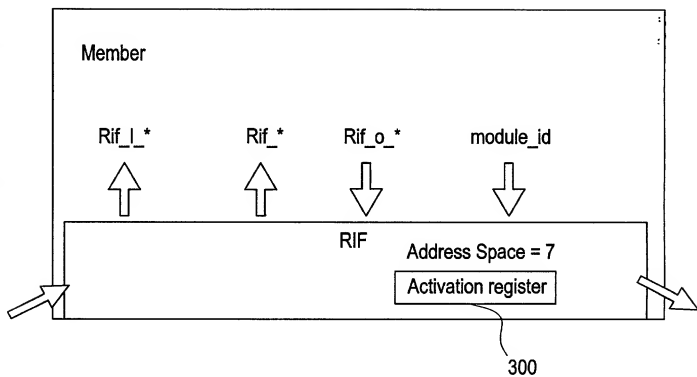 Member
Rif_I_* Rif_* Rif_o_* module_id
RIF
Address Space = 7
Activation register
300